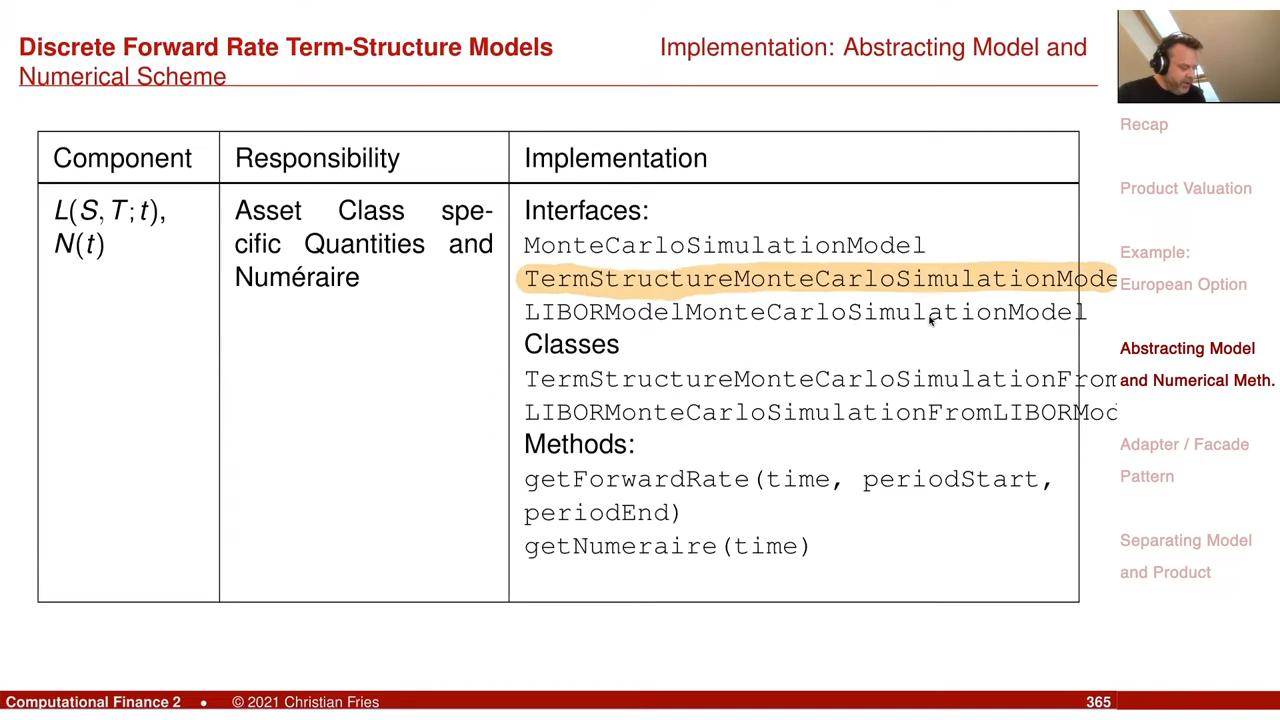 Discrete Forward Rate Term-Structure Models Implementation: Abstracting Model and
Numerical Scheme
Component Responsibility Implementation
L(S, T; t),
N(t)
Asset Class spe-
cific Quantities and
Numéraire
Interfaces:
MonteCarloSimulationModel
TermStructureMonteCarloSimulationMode
LIBORModelMonteCarloSimulationModel
Classes
TermStructureMonteCarloSimulationFrom
LIBORMonteCarloSimulationFromLIBORMod
Methods:
getForwardRate(time, periodStart,
periodEnd)
getNumeraire(time)
Recap
Product Valuation
Example:
European Option
Abstracting Model
and Numerical Meth.
Adapter / Facade
Pattern
Separating Model
and Product
Computational Finance 2 • © 2021 Christian Fries 365